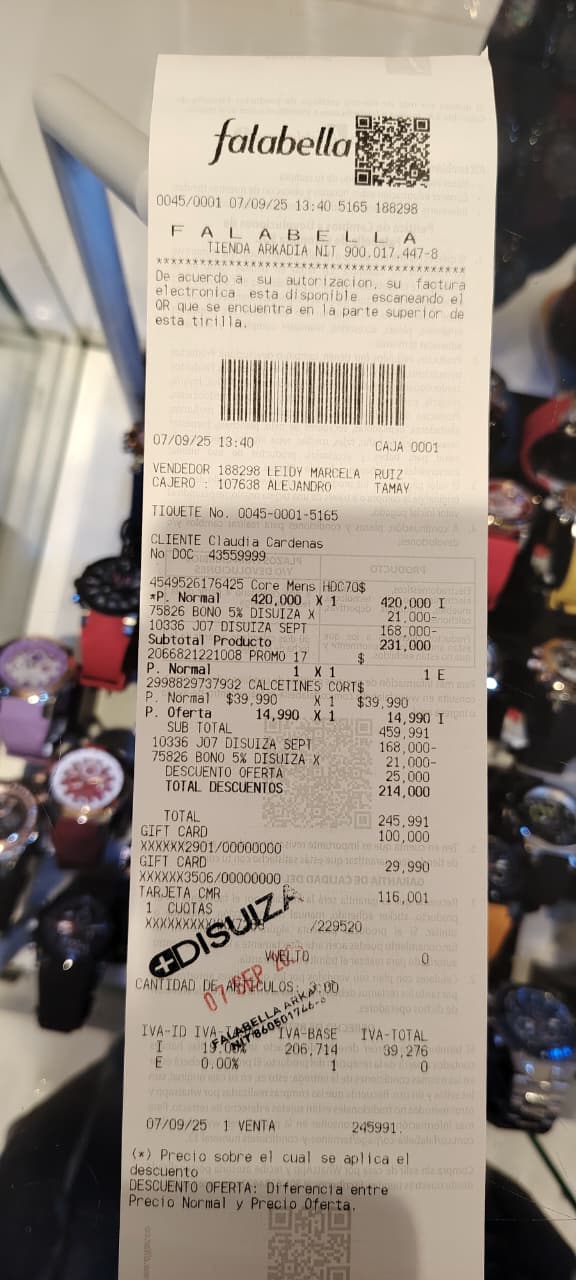 falabella
0045/0001 07/09/25 13:40 5165 188298
F A L A B E L L A
TIENDA ARKADIA NIT 900.017.447-8
De acuerdo a su autorizacion, su factura
electronica esta disponible escaneando el
QR que se encuentra en la parte superior de
esta tirilla.
07/09/25 13:40 CAJA 0001
VENDEDOR 188298 LEIDY MARCELA RUIZ
CAJERO : 107638 ALEJANDRO TAMAY
TIQUETE No. 0045-0001-5165
CLIENTE Claudia Cardenas
No DOC 43559999
4549526176425 Core Mens HDC70$
*P. Normal 420,000 X 1 420,000 I
75826 BONO 5% DISUIZA X 21,000-
10336 J07 DISUIZA SEPT 168,000-
Subtotal Producto 231,000
2066821221008 PROMO 17 $
P. Normal 1 X 1 1 E
2998829737932 CALCETINES CORT$
P. Normal $39,990 X 1 $39,990
P. Oferta 14,990 X 1 14,990 I
SUB TOTAL 459,991
10336 J07 DISUIZA SEPT 168,000-
75826 BONO 5% DISUIZA X 21,000-
DESCUENTO OFERTA 25,000
TOTAL DESCUENTOS 214,000
TOTAL 245,991
GIFT CARD 100,000
XXXXXX2901/00000000
GIFT CARD 29,990
XXXXXX3506/00000000
TARJETA CMR 116,001
1 CUOTAS
/229520
DISUIZA
VUELTO 0
07 SEP
CANTIDAD DE ARTICULOS: 3.00
FALABELLA ARKA
NIT 860501746-
IVA-ID IVA- IVA-BASE IVA-TOTAL
I 19.00% 206,714 39,276
E 0.00% 1 0
07/09/25 1 VENTA 245991.
(*) Precio sobre el cual se aplica el
descuento
DESCUENTO OFERTA: Diferencia entre
Precio Normal y Precio Oferta.